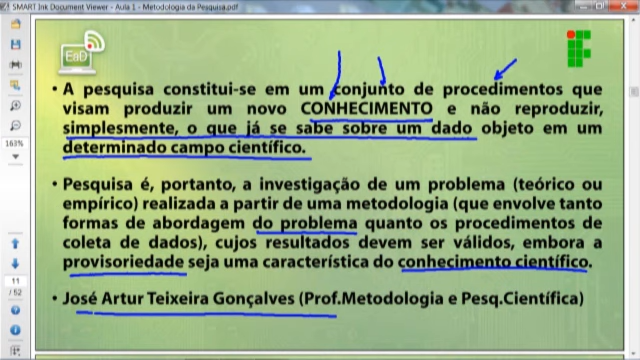 SMART Ink Document Viewer - Aula 1 - Metodologia da Pesquisa.pdf
EaD
• A pesquisa constitui-se em um conjunto de procedimentos que
visam produzir um novo CONHECIMENTO e não reproduzir,
simplesmente, o que já se sabe sobre um dado objeto em um
determinado campo científico.
163%
• Pesquisa é, portanto, a investigação de um problema (teórico ou
empírico) realizada a partir de uma metodologia (que envolve tanto
formas de abordagem do problema quanto os procedimentos de
coleta de dados), cujos resultados devem ser válidos, embora a
provisoriedade seja uma característica do conhecimento científico.
11
/ 52
• José Artur Teixeira Gonçalves (Prof.Metodologia e Pesq.Científica)